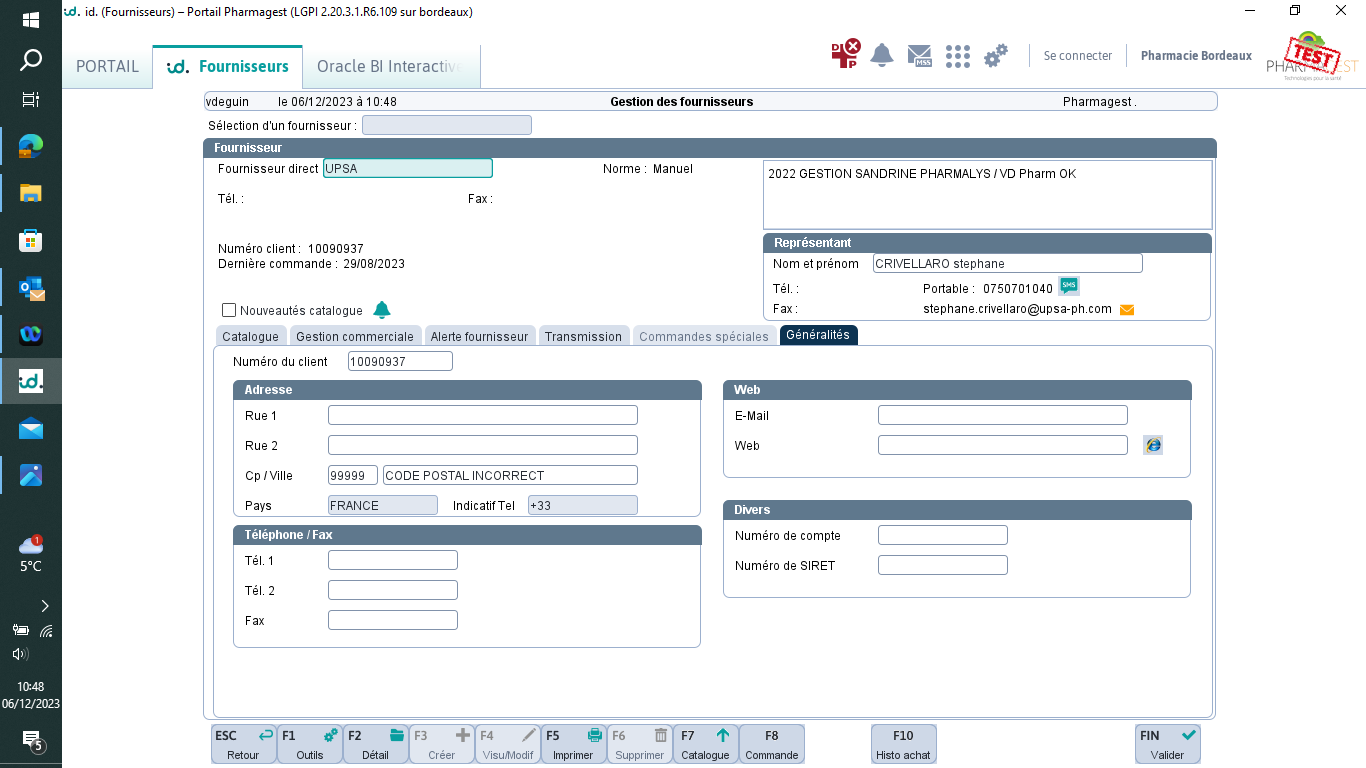 id. id. (Fournisseurs) – Portail Pharmagest (LGPI 2.20.3.1.R6.109 sur bordeaux)
PORTAIL
id. Fournisseurs
Oracle BI Interactive
MSS
Se connecter
Pharmacie Bordeaux
TEST
vdeguin le 06/12/2023 à 10:48 Gestion des fournisseurs Pharmagest .
Sélection d'un fournisseur :
Fournisseur
Fournisseur direct UPSA Norme : Manuel
2022 GESTION SANDRINE PHARMALYS / VD Pharm OK
Tél. : Fax :
Numéro client : 10090937
Dernière commande : 29/08/2023
Représentant
Nom et prénom CRIVELLARO stephane
Tél. : Portable : 0750701040 SMS
Fax : stephane.crivellaro@upsa-ph.com
Nouveautés catalogue
Catalogue Gestion commerciale Alerte fournisseur Transmission Commandes spéciales Généralités
Numéro du client 10090937
Adresse
Rue 1
Rue 2
Cp / Ville 99999 CODE POSTAL INCORRECT
Pays FRANCE Indicatif Tel +33
Téléphone / Fax
Tél. 1
Tél. 2
Fax
Web
E-Mail
Web
Divers
Numéro de compte
Numéro de SIRET
ESC Retour
F1 Outils
F2 Détail
F3 Créer
F4 Visu/Modif
F5 Imprimer
F6 Supprimer
F7 Catalogue
F8 Commande
F10 Histo achat
FIN Valider
id.
1
5°C
10:48
06/12/2023
5